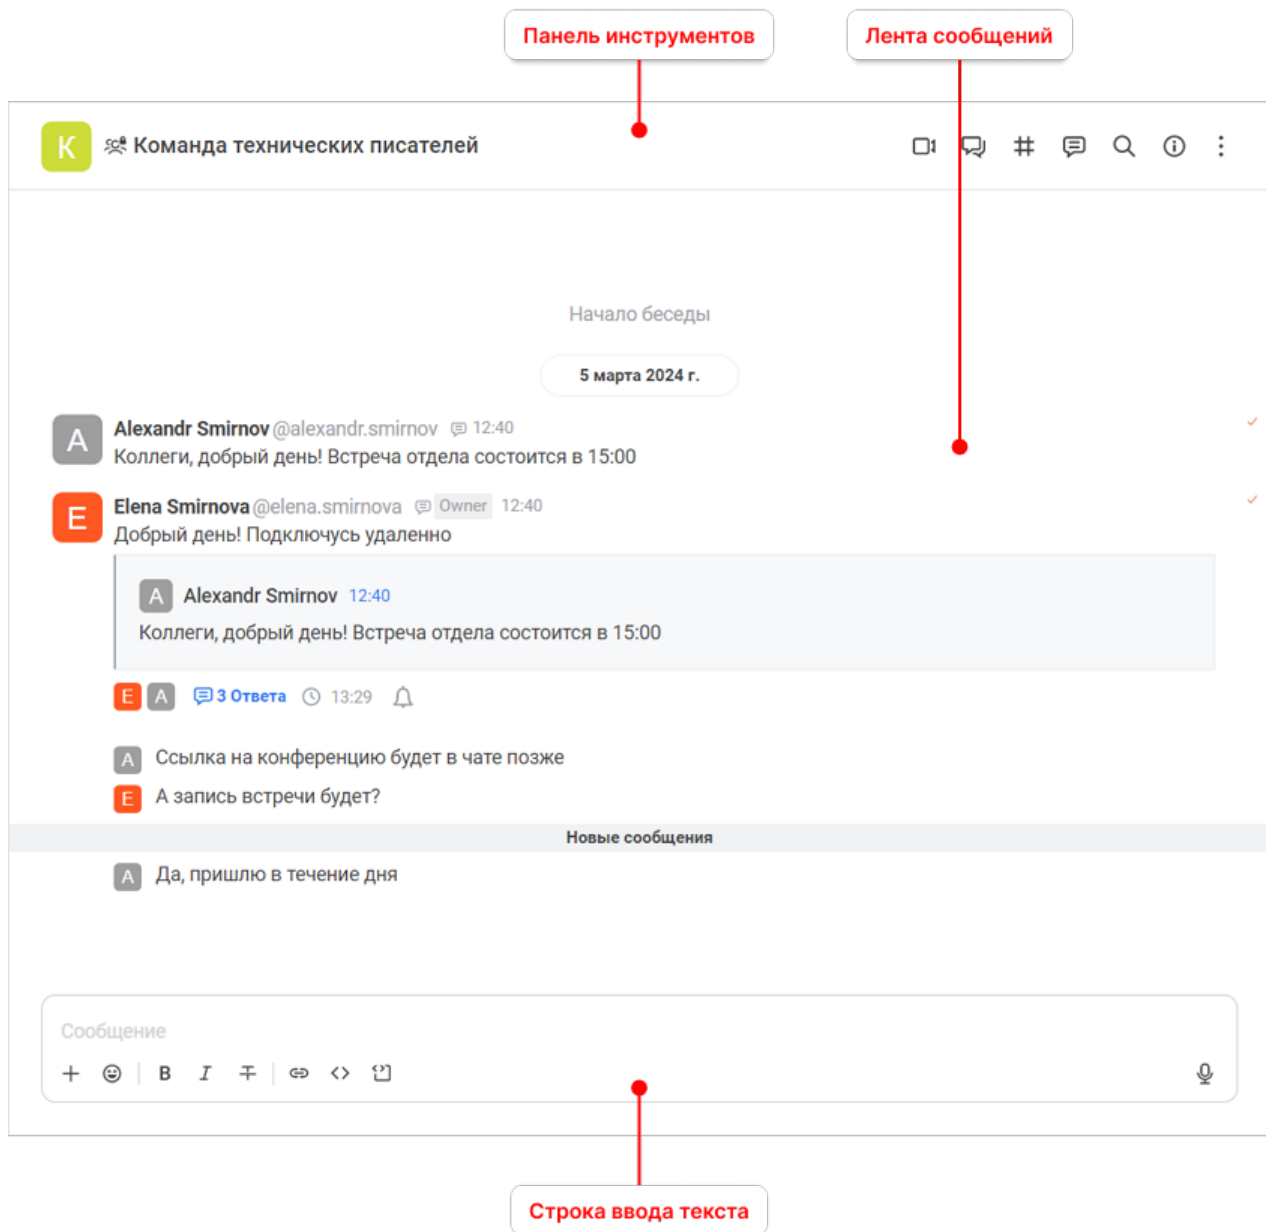 Панель инструментов
Лента сообщений
К
Команда технических писателей
Начало беседы
5 марта 2024 г.
A
Alexandr Smirnov @alexandr.smirnov 12:40
Коллеги, добрый день! Встреча отдела состоится в 15:00
E
Elena Smirnova @elena.smirnova Owner 12:40
Добрый день! Подключусь удаленно
A Alexandr Smirnov 12:40
Коллеги, добрый день! Встреча отдела состоится в 15:00
E A 3 Ответа 13:29
A Ссылка на конференцию будет в чате позже
E А запись встречи будет?
Новые сообщения
A Да, пришлю в течение дня
Сообщение
B I T
Строка ввода текста